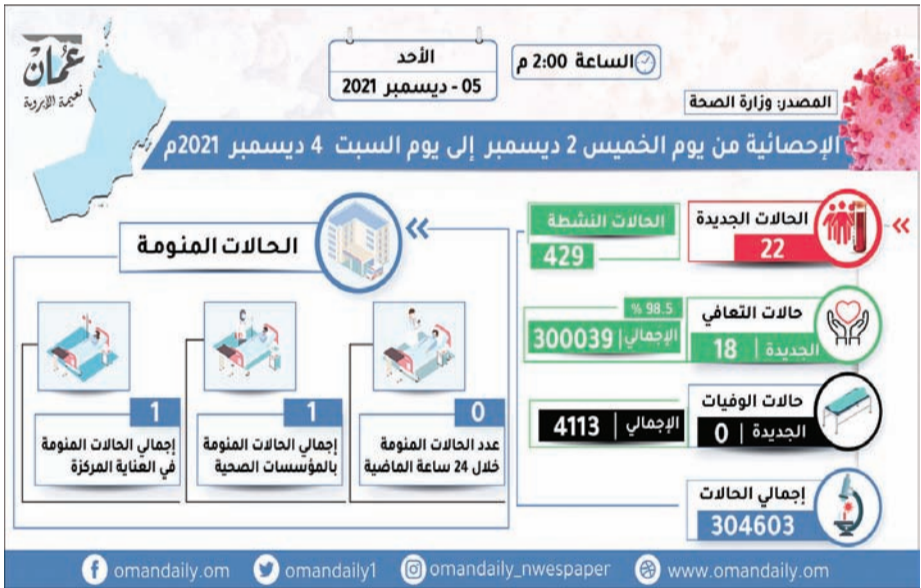 عُمان
نعيمة الأبدية
الساعة 2:00 م
الأحد
05 - ديسمبر 2021
المصدر: وزارة الصحة
الإحصائية من يوم الخميس 2 ديسمبر إلى يوم السبت 4 ديسمبر 2021م
الحالات الجديدة
22
الحالات النشطة
429
حالات التعافي
الجديدة | 18
98.5 %
الإجمالي | 300039
حالات الوفيات
الجديدة | 0
الإجمالي | 4113
إجمالي الحالات
304603
الحالات المنومة
0
عدد الحالات المنومة
خلال 24 ساعة الماضية
1
إجمالي الحالات المنومة
بالمؤسسات الصحية
1
إجمالي الحالات المنومة
في العناية المركزة
omandaily.om
omandaily1
omandaily_nwespaper
www.omandaily.om